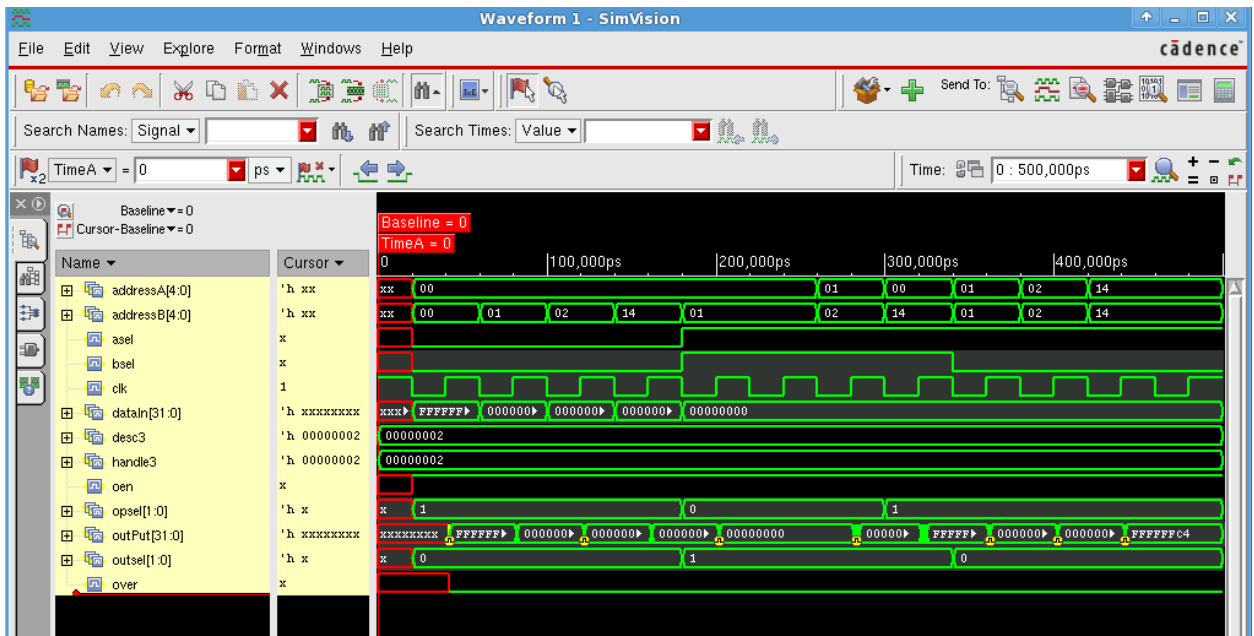 Waveform 1 - SimVision
File Edit View Explore Format Windows Help cādence™
Send To:
Search Names: Signal Search Times: Value
x2 TimeA = 0 ps Time: 0 : 500,000ps
Baseline = 0
Cursor-Baseline = 0
Baseline = 0
TimeA = 0
Name Cursor 0 100,000ps 200,000ps 300,000ps 400,000ps
addressA[4:0] 'h xx xx 00 01 00 01 02 14
addressB[4:0] 'h xx xx 00 01 02 14 01 02 14 01 02 14
asel x
bsel x
clk 1
dataIn[31:0] 'h xxxxxxxx xxx FFFFFF 000000 000000 000000 00000000
desc3 'h 00000002 00000002
handle3 'h 00000002 00000002
oen x
opsel[1:0] 'h x x 1 0 1
outPut[31:0] 'h xxxxxxxx xxxxxxxx FFFFFF 000000 000000 000000 00000000 00000 FFFFF 000000 000000 FFFFFFC4
outsel[1:0] 'h x x 0 1 0
over x